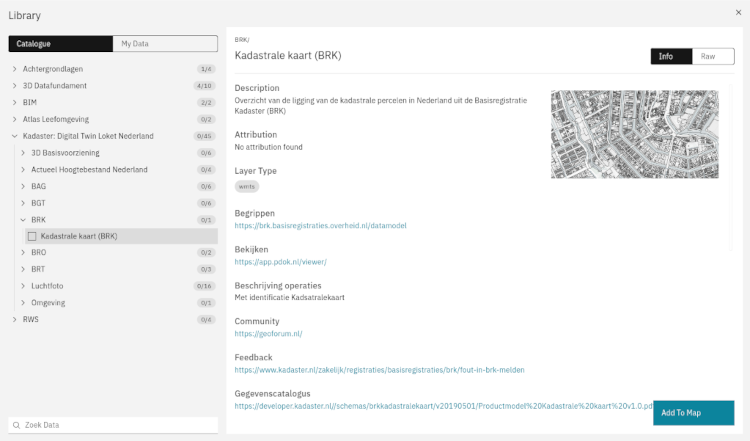 Library
Catalogue
My Data
Achtergrondlagen 1/4
3D Datafundament 4/10
BIM 2/2
Atlas Leefomgeving 0/2
Kadaster: Digital Twin Loket Nederland 0/45
3D Basisvoorziening 0/6
Actueel Hoogtebestand Nederland 0/4
BAG 0/6
BGT 0/6
BRK 0/1
Kadastrale kaart (BRK)
BRO 0/2
BRT 0/3
Luchtfoto 0/16
Omgeving 0/1
RWS 0/4
Zoek Data
BRK/
Kadastrale kaart (BRK)
Info
Raw
Description
Overzicht van de ligging van de kadastrale percelen in Nederland uit de Basisregistratie
Kadaster (BRK)
Attribution
No attribution found
Layer Type
wmts
Begrippen
https://brk.basisregistraties.overheid.nl/datamodel
Bekijken
https://app.pdok.nl/viewer/
Beschrijving operaties
Met identificatie Kadsatralekaart
Community
https://geoforum.nl/
Feedback
https://www.kadaster.nl/zakelijk/registraties/basisregistraties/brk/fout-in-brk-melden
Gegevenscatalogus
https://developer.kadaster.nl//schemas/brkkadastralekaart/v20190501/Productmodel%20Kadastrale%20kaart%20v1.0.pdf
Add To Map